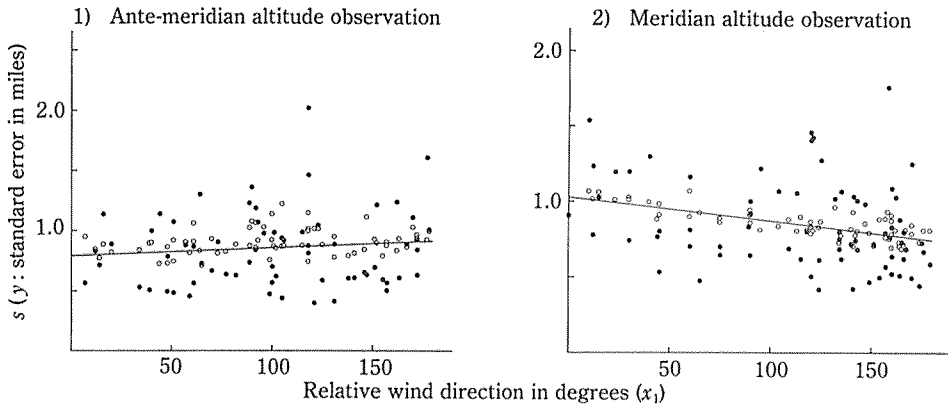 1) Ante-meridian altitude observation
2) Meridian altitude observation
s (y : standard error in miles)
2.0
1.0
50
100
150
2.0
1.0
50
100
150
Relative wind direction in degrees (x₁)